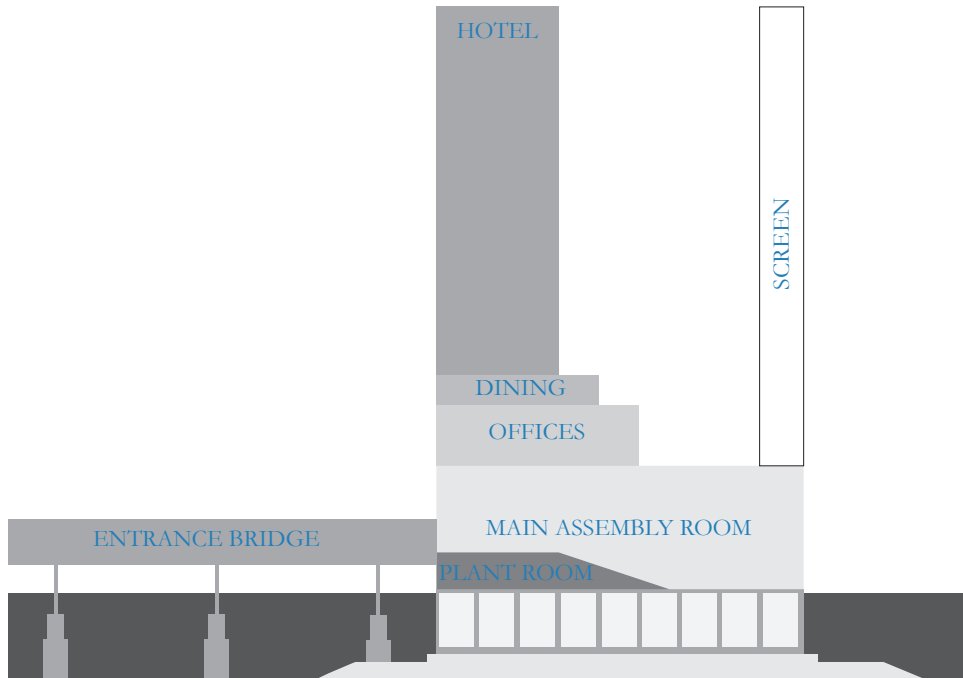 HOTEL
SCREEN
DINING
OFFICES
MAIN ASSEMBLY ROOM
ENTRANCE BRIDGE
PLANT ROOM